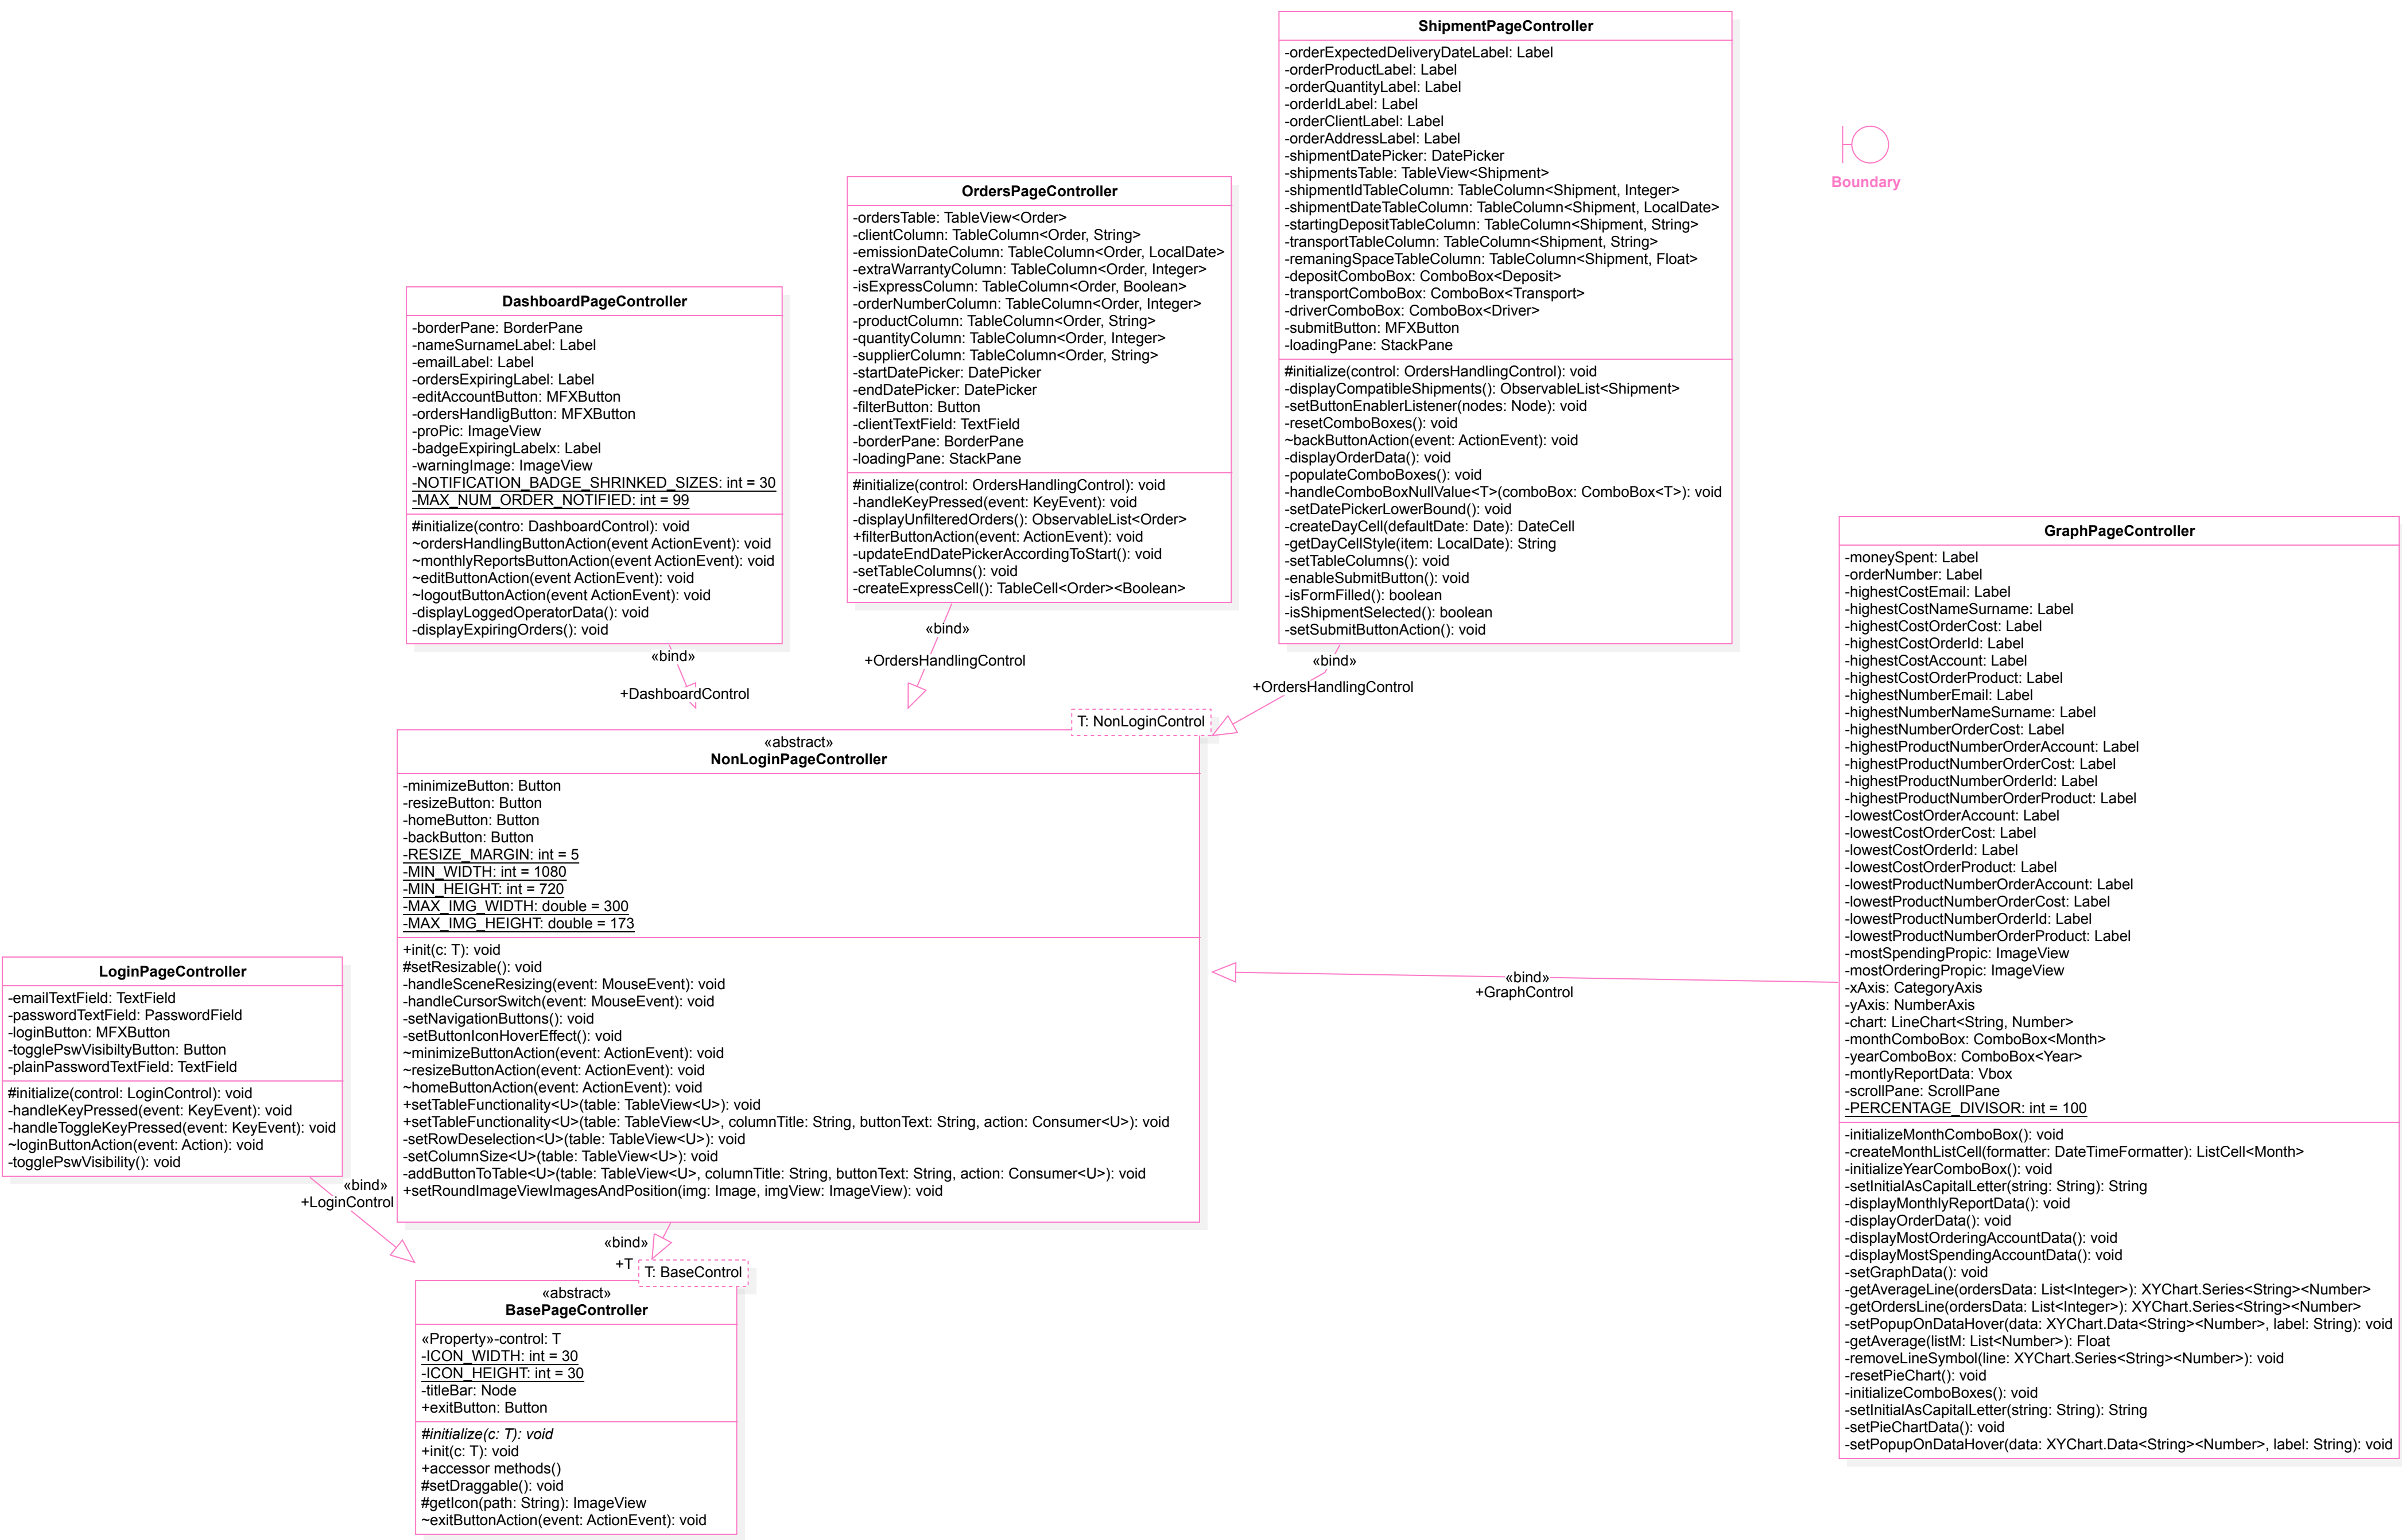 ShipmentPageController
-orderExpectedDeliveryDateLabel: Label
-orderProductLabel: Label
-orderQuantityLabel: Label
-orderIdLabel: Label
-orderClientLabel: Label
-orderAddressLabel: Label
-shipmentDatePicker: DatePicker
-shipmentsTable: TableView<Shipment>
-shipmentIdTableColumn: TableColumn<Shipment, Integer>
-shipmentDateTableColumn: TableColumn<Shipment, LocalDate>
-startingDepositTableColumn: TableColumn<Shipment, String>
-transportTableColumn: TableColumn<Shipment, String>
-remaningSpaceTableColumn: TableColumn<Shipment, Float>
-depositComboBox: ComboBox<Deposit>
-transportComboBox: ComboBox<Transport>
-driverComboBox: ComboBox<Driver>
-submitButton: MFXButton
-loadingPane: StackPane
#initialize(control: OrdersHandlingControl): void
-displayCompatibleShipments(): ObservableList<Shipment>
-setButtonEnablerListener(nodes: Node): void
-resetComboBoxes(): void
~backButtonAction(event: ActionEvent): void
-displayOrderData(): void
-populateComboBoxes(): void
-handleComboBoxNullValue<T>(comboBox: ComboBox<T>): void
-setDatePickerLowerBound(): void
-createDayCell(defaultDate: Date): DateCell
-getDayCellStyle(item: LocalDate): String
-setTableColumns(): void
-enableSubmitButton(): void
-isFormFilled(): boolean
-isShipmentSelected(): boolean
-setSubmitButtonAction(): void
Boundary
OrdersPageController
-ordersTable: TableView<Order>
-clientColumn: TableColumn<Order, String>
-emissionDateColumn: TableColumn<Order, LocalDate>
-extraWarrantyColumn: TableColumn<Order, Integer>
-isExpressColumn: TableColumn<Order, Boolean>
-orderNumberColumn: TableColumn<Order, Integer>
-productColumn: TableColumn<Order, String>
-quantityColumn: TableColumn<Order, Integer>
-supplierColumn: TableColumn<Order, String>
-startDatePicker: DatePicker
-endDatePicker: DatePicker
-filterButton: Button
-clientTextField: TextField
-borderPane: BorderPane
-loadingPane: StackPane
#initialize(control: OrdersHandlingControl): void
-handleKeyPressed(event: KeyEvent): void
-displayUnfilteredOrders(): ObservableList<Order>
+filterButtonAction(event: ActionEvent): void
-updateEndDatePickerAccordingToStart(): void
-setTableColumns(): void
-createExpressCell(): TableCell<Order><Boolean>
DashboardPageController
-borderPane: BorderPane
-nameSurnameLabel: Label
-emailLabel: Label
-ordersExpiringLabel: Label
-editAccountButton: MFXButton
-ordersHandligButton: MFXButton
-proPic: ImageView
-badgeExpiringLabelx: Label
-warningImage: ImageView
-NOTIFICATION_BADGE_SHRINKED_SIZES: int = 30
-MAX_NUM_ORDER_NOTIFIED: int = 99
#initialize(contro: DashboardControl): void
~ordersHandlingButtonAction(event ActionEvent): void
~monthlyReportsButtonAction(event ActionEvent): void
~editButtonAction(event ActionEvent): void
~logoutButtonAction(event ActionEvent): void
-displayLoggedOperatorData(): void
-displayExpiringOrders(): void
«bind»
+DashboardControl
«bind»
+OrdersHandlingControl
«bind»
+OrdersHandlingControl
T: NonLoginControl
«abstract»
NonLoginPageController
-minimizeButton: Button
-resizeButton: Button
-homeButton: Button
-backButton: Button
-RESIZE_MARGIN: int = 5
-MIN_WIDTH: int = 1080
-MIN_HEIGHT: int = 720
-MAX_IMG_WIDTH: double = 300
-MAX_IMG_HEIGHT: double = 173
+init(c: T): void
#setResizable(): void
-handleSceneResizing(event: MouseEvent): void
-handleCursorSwitch(event: MouseEvent): void
-setNavigationButtons(): void
-setButtonIconHoverEffect(): void
~minimizeButtonAction(event: ActionEvent): void
~resizeButtonAction(event: ActionEvent): void
~homeButtonAction(event: ActionEvent): void
+setTableFunctionality<U>(table: TableView<U>): void
+setTableFunctionality<U>(table: TableView<U>, columnTitle: String, buttonText: String, action: Consumer<U>): void
-setRowDeselection<U>(table: TableView<U>): void
-setColumnSize<U>(table: TableView<U>): void
-addButtonToTable<U>(table: TableView<U>, columnTitle: String, buttonText: String, action: Consumer<U>): void
+setRoundImageViewImagesAndPosition(img: Image, imgView: ImageView): void
GraphPageController
-moneySpent: Label
-orderNumber: Label
-highestCostEmail: Label
-highestCostNameSurname: Label
-highestCostOrderCost: Label
-highestCostOrderId: Label
-highestCostAccount: Label
-highestCostOrderProduct: Label
-highestNumberEmail: Label
-highestNumberNameSurname: Label
-highestNumberOrderCost: Label
-highestProductNumberOrderAccount: Label
-highestProductNumberOrderCost: Label
-highestProductNumberOrderId: Label
-highestProductNumberOrderProduct: Label
-lowestCostOrderAccount: Label
-lowestCostOrderCost: Label
-lowestCostOrderId: Label
-lowestCostOrderProduct: Label
-lowestProductNumberOrderAccount: Label
-lowestProductNumberOrderCost: Label
-lowestProductNumberOrderId: Label
-lowestProductNumberOrderProduct: Label
-mostSpendingPropic: ImageView
-mostOrderingPropic: ImageView
-xAxis: CategoryAxis
-yAxis: NumberAxis
-chart: LineChart<String, Number>
-monthComboBox: ComboBox<Month>
-yearComboBox: ComboBox<Year>
-montlyReportData: Vbox
-scrollPane: ScrollPane
-PERCENTAGE_DIVISOR: int = 100
-initializeMonthComboBox(): void
-createMonthListCell(formatter: DateTimeFormatter): ListCell<Month>
-initializeYearComboBox(): void
-setInitialAsCapitalLetter(string: String): String
-displayMonthlyReportData(): void
-displayOrderData(): void
-displayMostOrderingAccountData(): void
-displayMostSpendingAccountData(): void
-setGraphData(): void
-getAverageLine(ordersData: List<Integer>): XYChart.Series<String><Number>
-getOrdersLine(ordersData: List<Integer>): XYChart.Series<String><Number>
-setPopupOnDataHover(data: XYChart.Data<String><Number>, label: String): void
-getAverage(listM: List<Number>): Float
-removeLineSymbol(line: XYChart.Series<String><Number>): void
-resetPieChart(): void
-initializeComboBoxes(): void
-setInitialAsCapitalLetter(string: String): String
-setPieChartData(): void
-setPopupOnDataHover(data: XYChart.Data<String><Number>, label: String): void
«bind»
+GraphControl
LoginPageController
-emailTextField: TextField
-passwordTextField: PasswordField
-loginButton: MFXButton
-togglePswVisibiltyButton: Button
-plainPasswordTextField: TextField
#initialize(control: LoginControl): void
-handleKeyPressed(event: KeyEvent): void
-handleToggleKeyPressed(event: KeyEvent): void
~loginButtonAction(event: Action): void
-togglePswVisibility(): void
«bind»
+LoginControl
«bind»
+T
T: BaseControl
«abstract»
BasePageController
«Property»-control: T
-ICON_WIDTH: int = 30
-ICON_HEIGHT: int = 30
-titleBar: Node
+exitButton: Button
#initialize(c: T): void
+init(c: T): void
+accessor methods()
#setDraggable(): void
#getIcon(path: String): ImageView
~exitButtonAction(event: ActionEvent): void